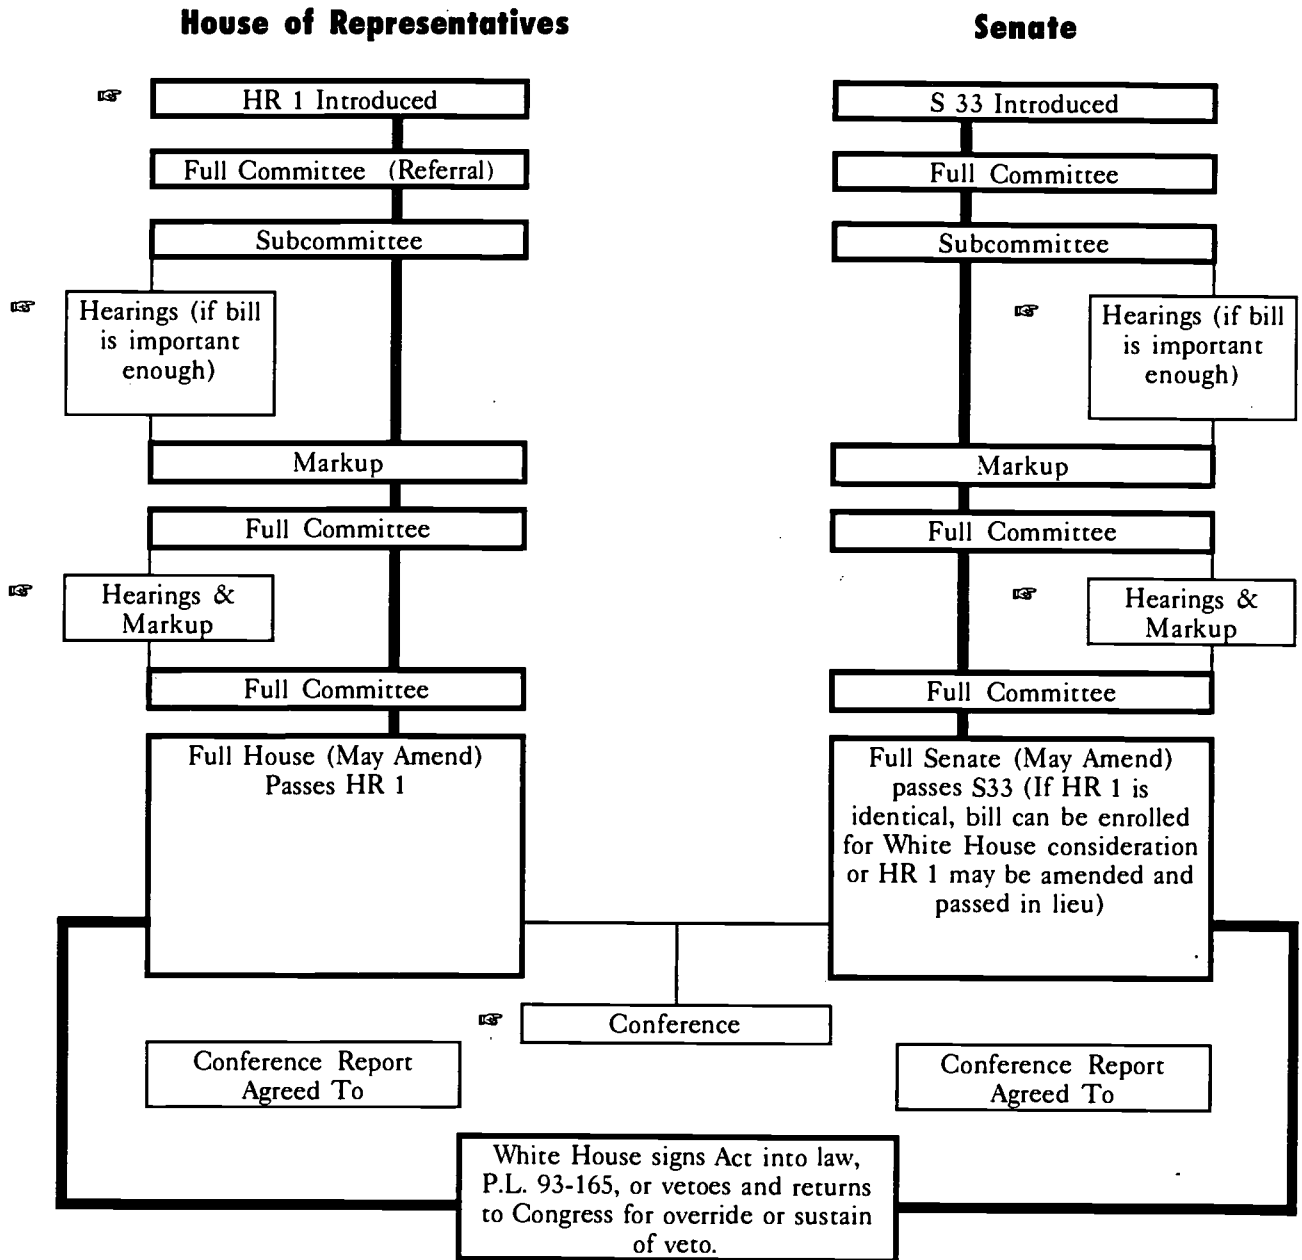 House of Representatives
HR 1 Introduced
Full Committee (Referral)
Subcommittee
Hearings (if bill
is important
enough)
Markup
Full Committee
Hearings &
Markup
Full Committee
Full House (May Amend)
Passes HR 1
Senate
S 33 Introduced
Full Committee
Subcommittee
Hearings (if bill
is important
enough)
Markup
Full Committee
Hearings &
Markup
Full Committee
Full Senate (May Amend)
passes S33 (If HR 1 is
identical, bill can be enrolled
for White House consideration
or HR 1 may be amended and
passed in lieu)
Conference
Conference Report
Agreed To
Conference Report
Agreed To
White House signs Act into law,
P.L. 93-165, or vetoes and returns
to Congress for override or sustain
of veto.